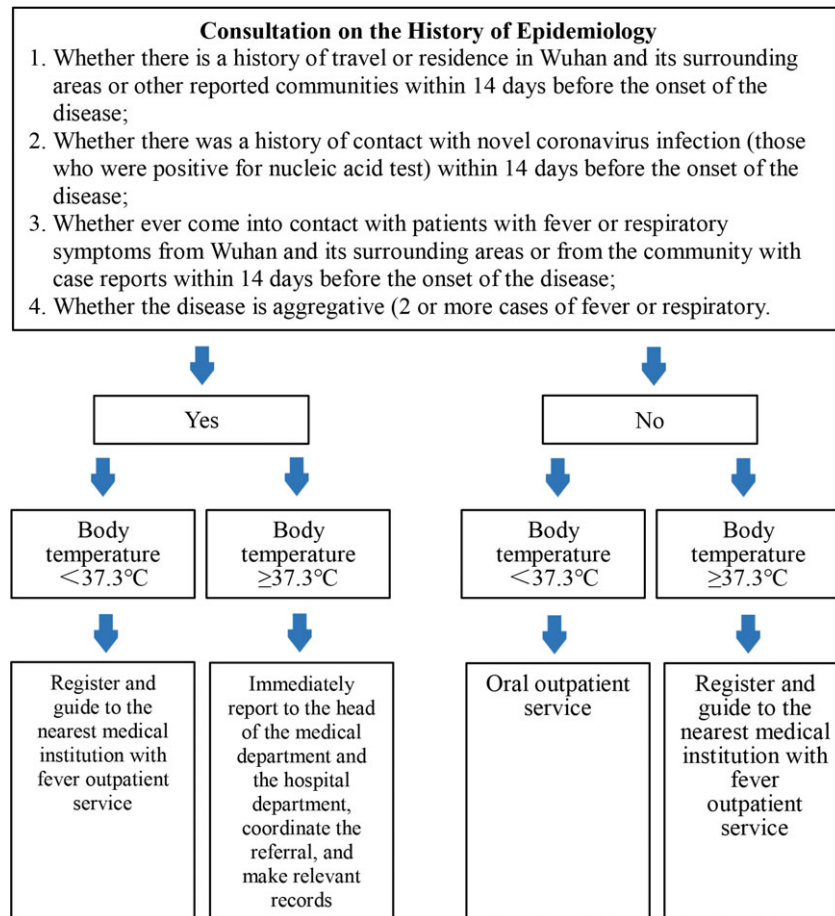 Consultation on the History of Epidemiology
1. Whether there is a history of travel or residence in Wuhan and its surrounding
areas or other reported communities within 14 days before the onset of the
disease;
2. Whether there was a history of contact with novel coronavirus infection (those
who were positive for nucleic acid test) within 14 days before the onset of the
disease;
3. Whether ever come into contact with patients with fever or respiratory
symptoms from Wuhan and its surrounding areas or from the community with
case reports within 14 days before the onset of the disease;
4. Whether the disease is aggregative (2 or more cases of fever or respiratory.
Yes
No
Body
temperature
<37.3°C
Body
temperature
≥37.3°C
Body
temperature
<37.3°C
Body
temperature
≥37.3°C
Register and
guide to the
nearest medical
institution with
fever outpatient
service
Immediately
report to the head
of the medical
department and
the hospital
department,
coordinate the
referral, and
make relevant
records
Oral outpatient
service
Register and
guide to the
nearest medical
institution with
fever
outpatient
service